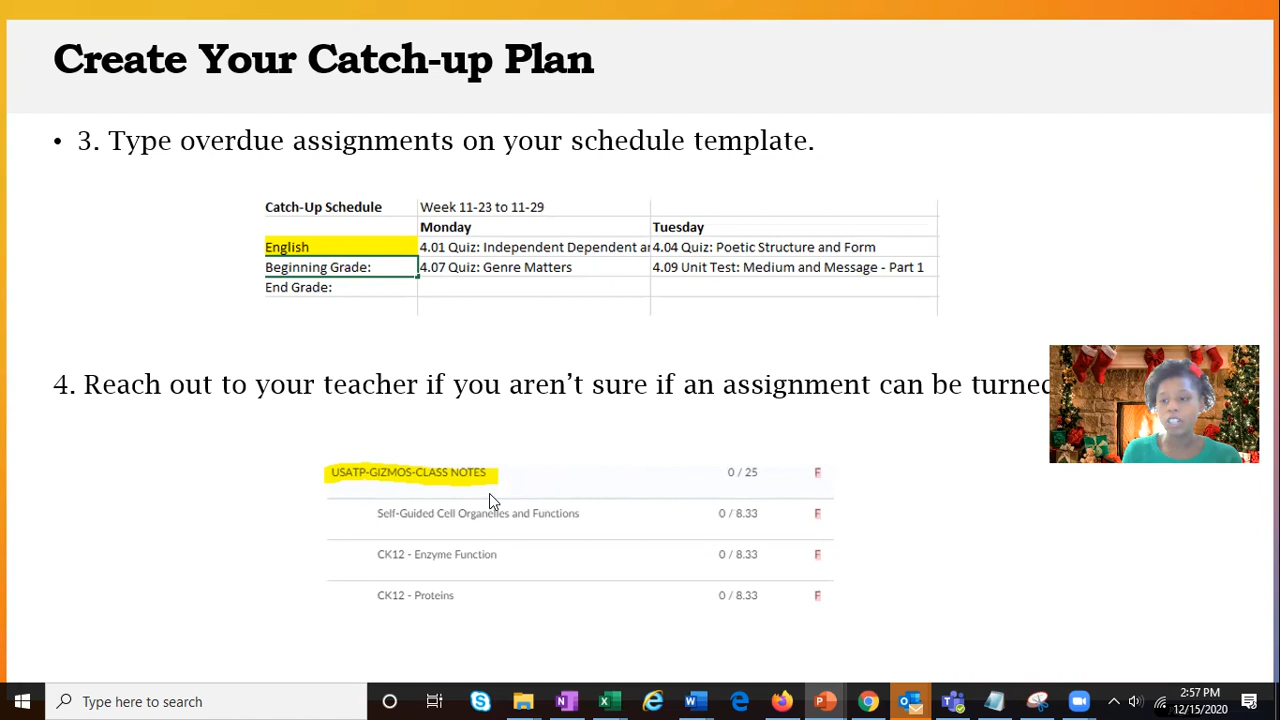 Create Your Catch-up Plan
• 3. Type overdue assignments on your schedule template.
Catch-Up Schedule Week 11-23 to 11-29
Monday Tuesday
English 4.01 Quiz: Independent Dependent ar 4.04 Quiz: Poetic Structure and Form
Beginning Grade: 4.07 Quiz: Genre Matters 4.09 Unit Test: Medium and Message - Part 1
End Grade:
4. Reach out to your teacher if you aren’t sure if an assignment can be turned
USATP-GIZMOS-CLASS NOTES 0 / 25 F
Self-Guided Cell Organelles and Functions 0 / 8.33 F
CK12 - Enzyme Function 0 / 8.33 F
CK12 - Proteins 0 / 8.33 F
Type here to search
2:57 PM
12/15/2020